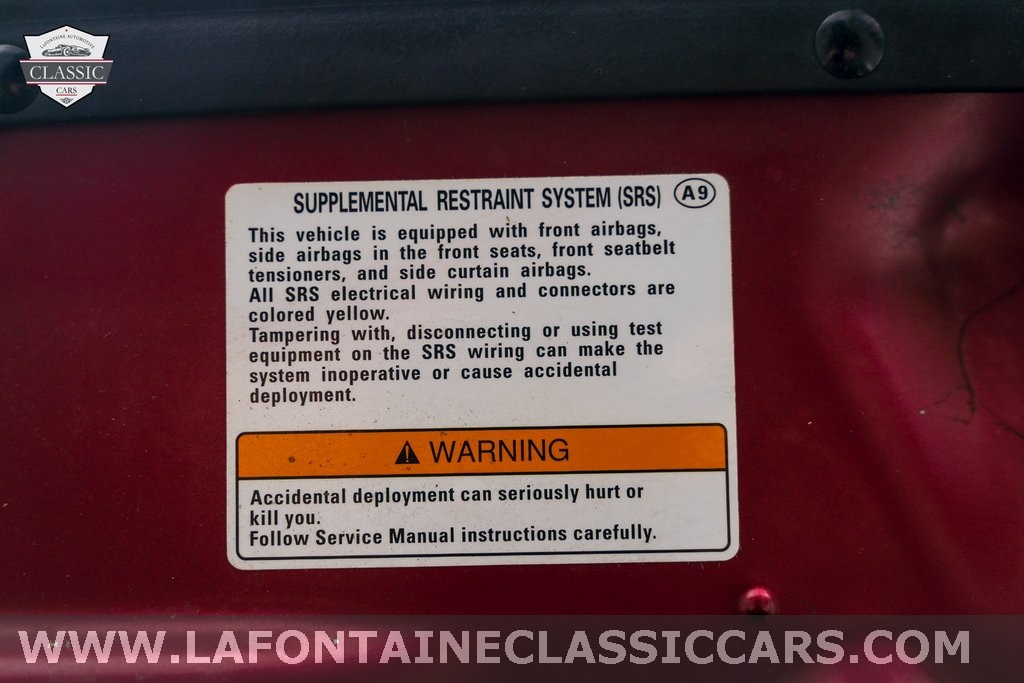 LAFONTAINE AUTOMOTIVE
CLASSIC
CARS
SUPPLEMENTAL RESTRAINT SYSTEM (SRS) A9
This vehicle is equipped with front airbags,
side airbags in the front seats, front seatbelt
tensioners, and side curtain airbags.
All SRS electrical wiring and connectors are
colored yellow.
Tampering with, disconnecting or using test
equipment on the SRS wiring can make the
system inoperative or cause accidental
deployment.
⚠ WARNING
Accidental deployment can seriously hurt or
kill you.
Follow Service Manual instructions carefully.
WWW.LAFONTAINECLASSICCARS.COM